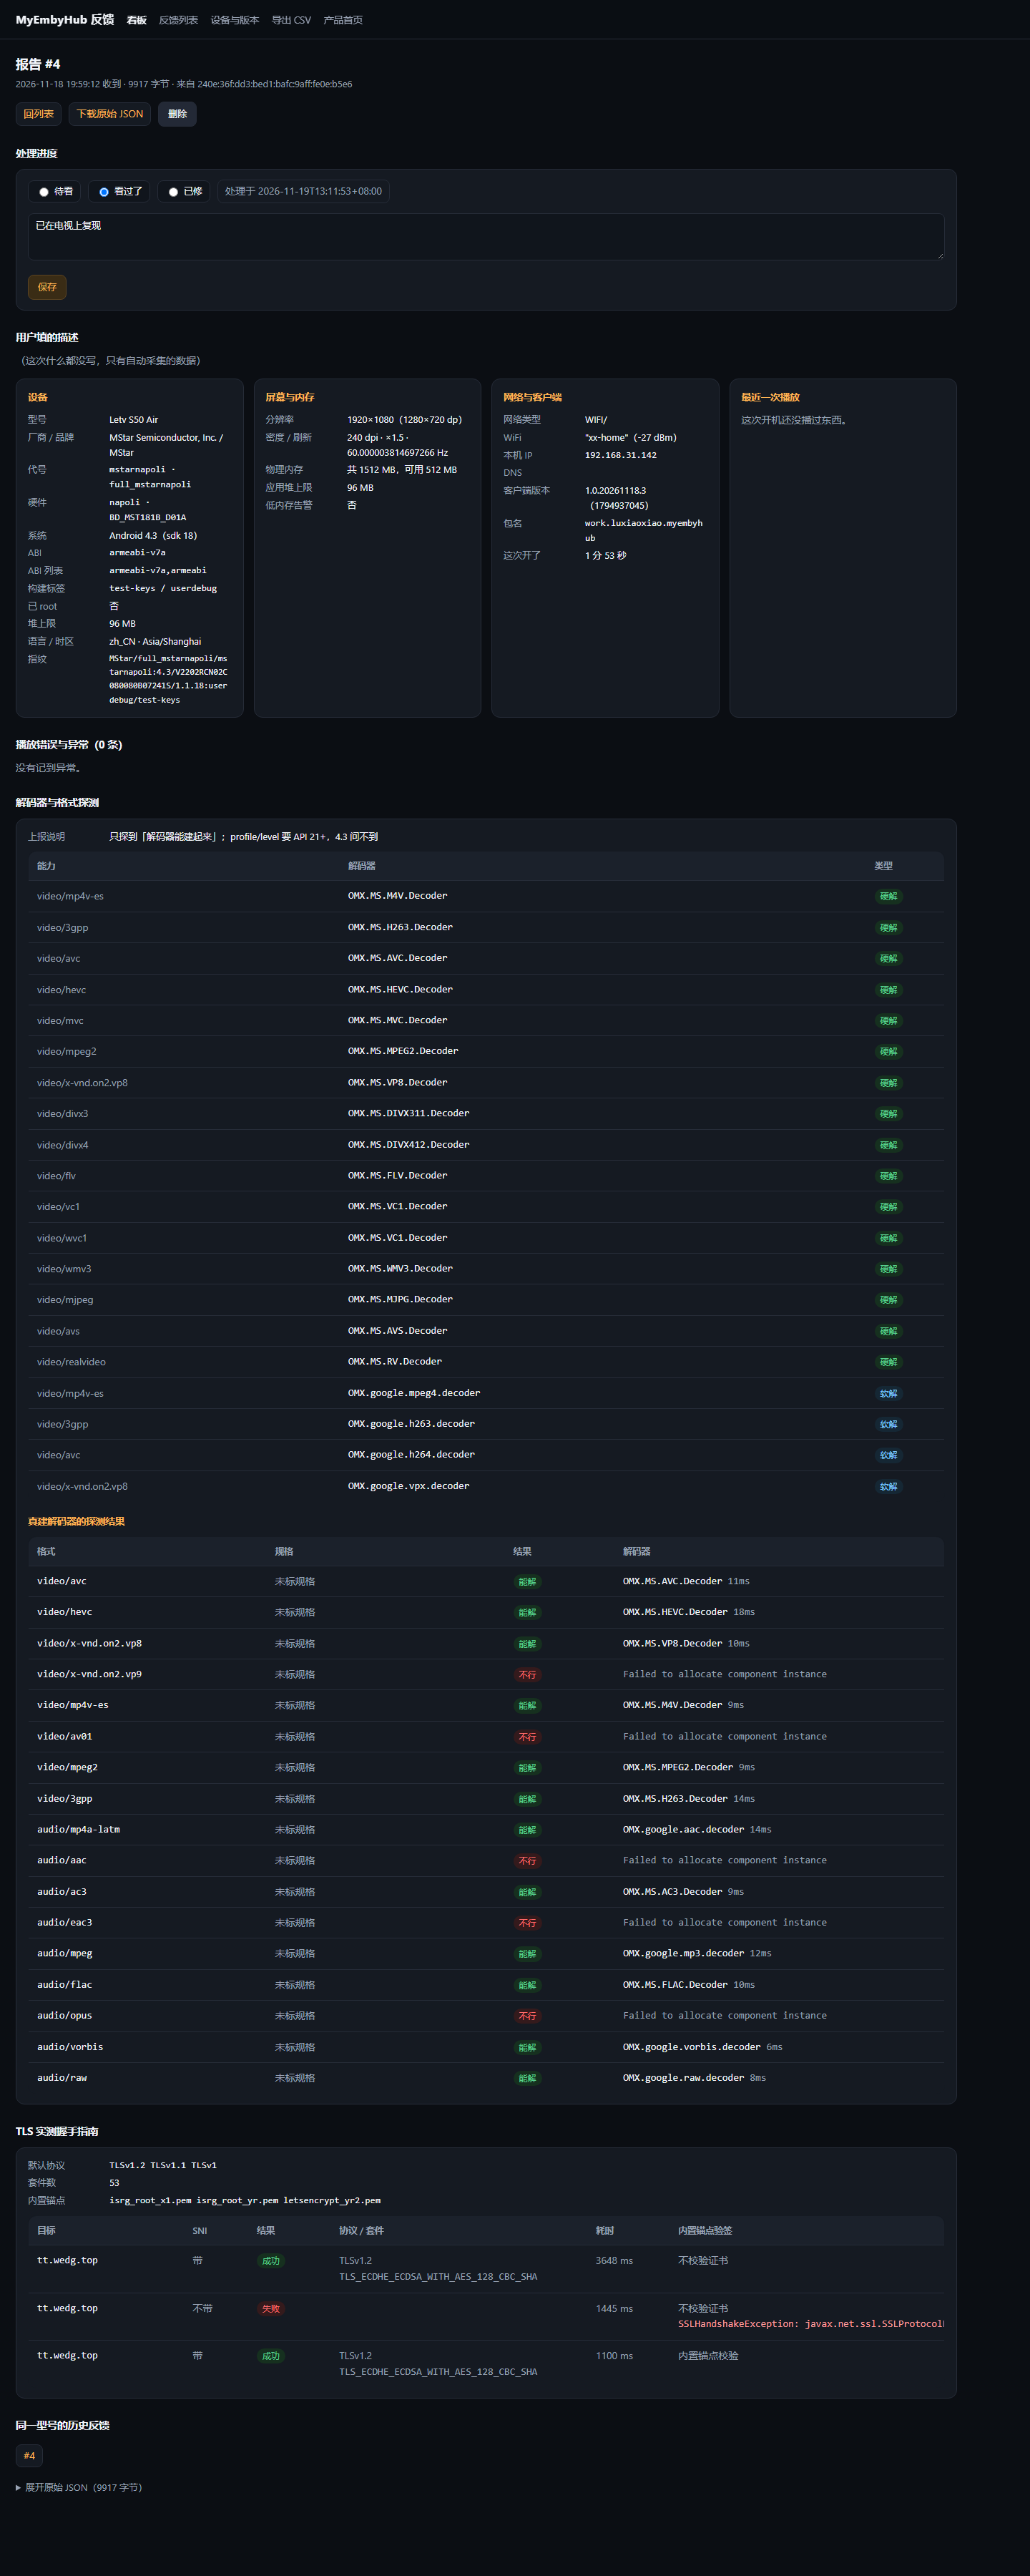 MyEmbyHub 反馈 看板 反馈列表 设备与版本 导出 CSV 产品首页
报告 #4
2026-11-18 19:59:12 收到 · 9917 字节 · 来自 240e:36f:dd3:bed1:bafc:9aff:fe0e:b5e6
回列表 下载原始 JSON 删除
处理进度
待看 看过了 已修 处理于 2026-11-19T13:11:53+08:00
已在电视上复现
保存
用户填的描述
（这次什么都没写，只有自动采集的数据）
设备
型号 Letv S50 Air
厂商 / 品牌 MStar Semiconductor, Inc. /
MStar
代号 mstarnapoli ·
full_mstarnapoli
硬件 napoli ·
BD_MST181B_D01A
系统 Android 4.3（sdk 18）
ABI armeabi-v7a
ABI 列表 armeabi-v7a,armeabi
构建标签 test-keys / userdebug
已 root 否
堆上限 96 MB
语言 / 时区 zh_CN · Asia/Shanghai
指纹 MStar/full_mstarnapoli/ms
tarnapoli:4.3/V2202RCN02C
080080B07241S/1.1.18:user
debug/test-keys
屏幕与内存
分辨率 1920×1080（1280×720 dp）
密度 / 刷新 240 dpi · ×1.5 ·
60.000003814697266 Hz
物理内存 共 1512 MB，可用 512 MB
应用堆上限 96 MB
低内存告警 否
网络与客户端
网络类型 WIFI/
WiFi "xx-home"（-27 dBm）
本机 IP 192.168.31.142
DNS
客户端版本 1.0.20261118.3
（1794937045）
包名 work.luxiaoxiao.myembyh
ub
这次开了 1 分 53 秒
最近一次播放
这次开机还没播过东西。
播放错误与异常（0 条）
没有记到异常。
解码器与格式探测
上报说明 只探到「解码器能建起来」；profile/level 要 API 21+，4.3 问不到
能力 解码器 类型
video/mp4v-es OMX.MS.M4V.Decoder 硬解
video/3gpp OMX.MS.H263.Decoder 硬解
video/avc OMX.MS.AVC.Decoder 硬解
video/hevc OMX.MS.HEVC.Decoder 硬解
video/mvc OMX.MS.MVC.Decoder 硬解
video/mpeg2 OMX.MS.MPEG2.Decoder 硬解
video/x-vnd.on2.vp8 OMX.MS.VP8.Decoder 硬解
video/divx3 OMX.MS.DIVX311.Decoder 硬解
video/divx4 OMX.MS.DIVX412.Decoder 硬解
video/flv OMX.MS.FLV.Decoder 硬解
video/vc1 OMX.MS.VC1.Decoder 硬解
video/wvc1 OMX.MS.VC1.Decoder 硬解
video/wmv3 OMX.MS.WMV3.Decoder 硬解
video/mjpeg OMX.MS.MJPG.Decoder 硬解
video/avs OMX.MS.AVS.Decoder 硬解
video/realvideo OMX.MS.RV.Decoder 硬解
video/mp4v-es OMX.google.mpeg4.decoder 软解
video/3gpp OMX.google.h263.decoder 软解
video/avc OMX.google.h264.decoder 软解
video/x-vnd.on2.vp8 OMX.google.vpx.decoder 软解
真建解码器的探测结果
格式 规格 结果 解码器
video/avc 未标规格 能解 OMX.MS.AVC.Decoder 11ms
video/hevc 未标规格 能解 OMX.MS.HEVC.Decoder 18ms
video/x-vnd.on2.vp8 未标规格 能解 OMX.MS.VP8.Decoder 10ms
video/x-vnd.on2.vp9 未标规格 不行 Failed to allocate component instance
video/mp4v-es 未标规格 能解 OMX.MS.M4V.Decoder 9ms
video/av01 未标规格 不行 Failed to allocate component instance
video/mpeg2 未标规格 能解 OMX.MS.MPEG2.Decoder 9ms
video/3gpp 未标规格 能解 OMX.MS.H263.Decoder 14ms
audio/mp4a-latm 未标规格 能解 OMX.google.aac.decoder 14ms
audio/aac 未标规格 不行 Failed to allocate component instance
audio/ac3 未标规格 能解 OMX.MS.AC3.Decoder 9ms
audio/eac3 未标规格 不行 Failed to allocate component instance
audio/mpeg 未标规格 能解 OMX.google.mp3.decoder 12ms
audio/flac 未标规格 能解 OMX.MS.FLAC.Decoder 10ms
audio/opus 未标规格 不行 Failed to allocate component instance
audio/vorbis 未标规格 能解 OMX.google.vorbis.decoder 6ms
audio/raw 未标规格 能解 OMX.google.raw.decoder 8ms
TLS 实测握手指南
默认协议 TLSv1.2 TLSv1.1 TLSv1
套件数 53
内置锚点 isrg_root_x1.pem isrg_root_yr.pem letsencrypt_yr2.pem
目标 SNI 结果 协议 / 套件 耗时 内置锚点验签
tt.wedg.top 带 成功 TLSv1.2 3648 ms 不校验证书
TLS_ECDHE_ECDSA_WITH_AES_128_CBC_SHA
tt.wedg.top 不带 失败 1445 ms 不校验证书
SSLHandshakeException: javax.net.ssl.SSLProtocol
tt.wedg.top 带 成功 TLSv1.2 1100 ms 内置锚点校验
TLS_ECDHE_ECDSA_WITH_AES_128_CBC_SHA
同一型号的历史反馈
#4
展开原始 JSON（9917 字节）